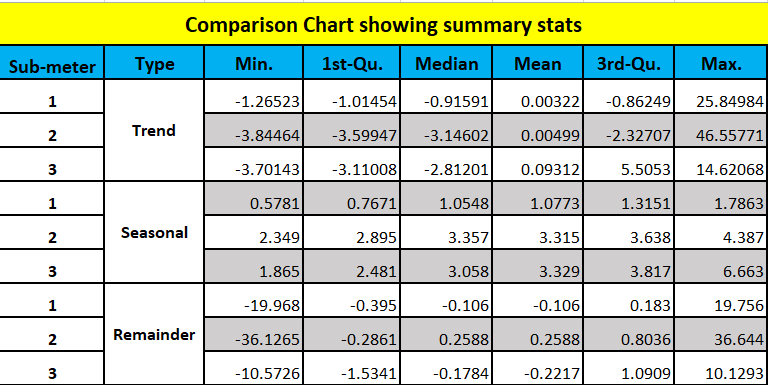 Comparison Chart showing summary stats
Sub-meter Type Min. 1st-Qu. Median Mean 3rd-Qu. Max.
1 Trend -1.26523 -1.01454 -0.91591 0.00322 -0.86249 25.84984
2 -3.84464 -3.59947 -3.14602 0.00499 -2.32707 46.55771
3 -3.70143 -3.11008 -2.81201 0.09312 5.5053 14.62068
1 Seasonal 0.5781 0.7671 1.0548 1.0773 1.3151 1.7863
2 2.349 2.895 3.357 3.315 3.638 4.387
3 1.865 2.481 3.058 3.329 3.817 6.663
1 Remainder -19.968 -0.395 -0.106 -0.106 0.183 19.756
2 -36.1265 -0.2861 0.2588 0.2588 0.8036 36.644
3 -10.5726 -1.5341 -0.1784 -0.2217 1.0909 10.1293